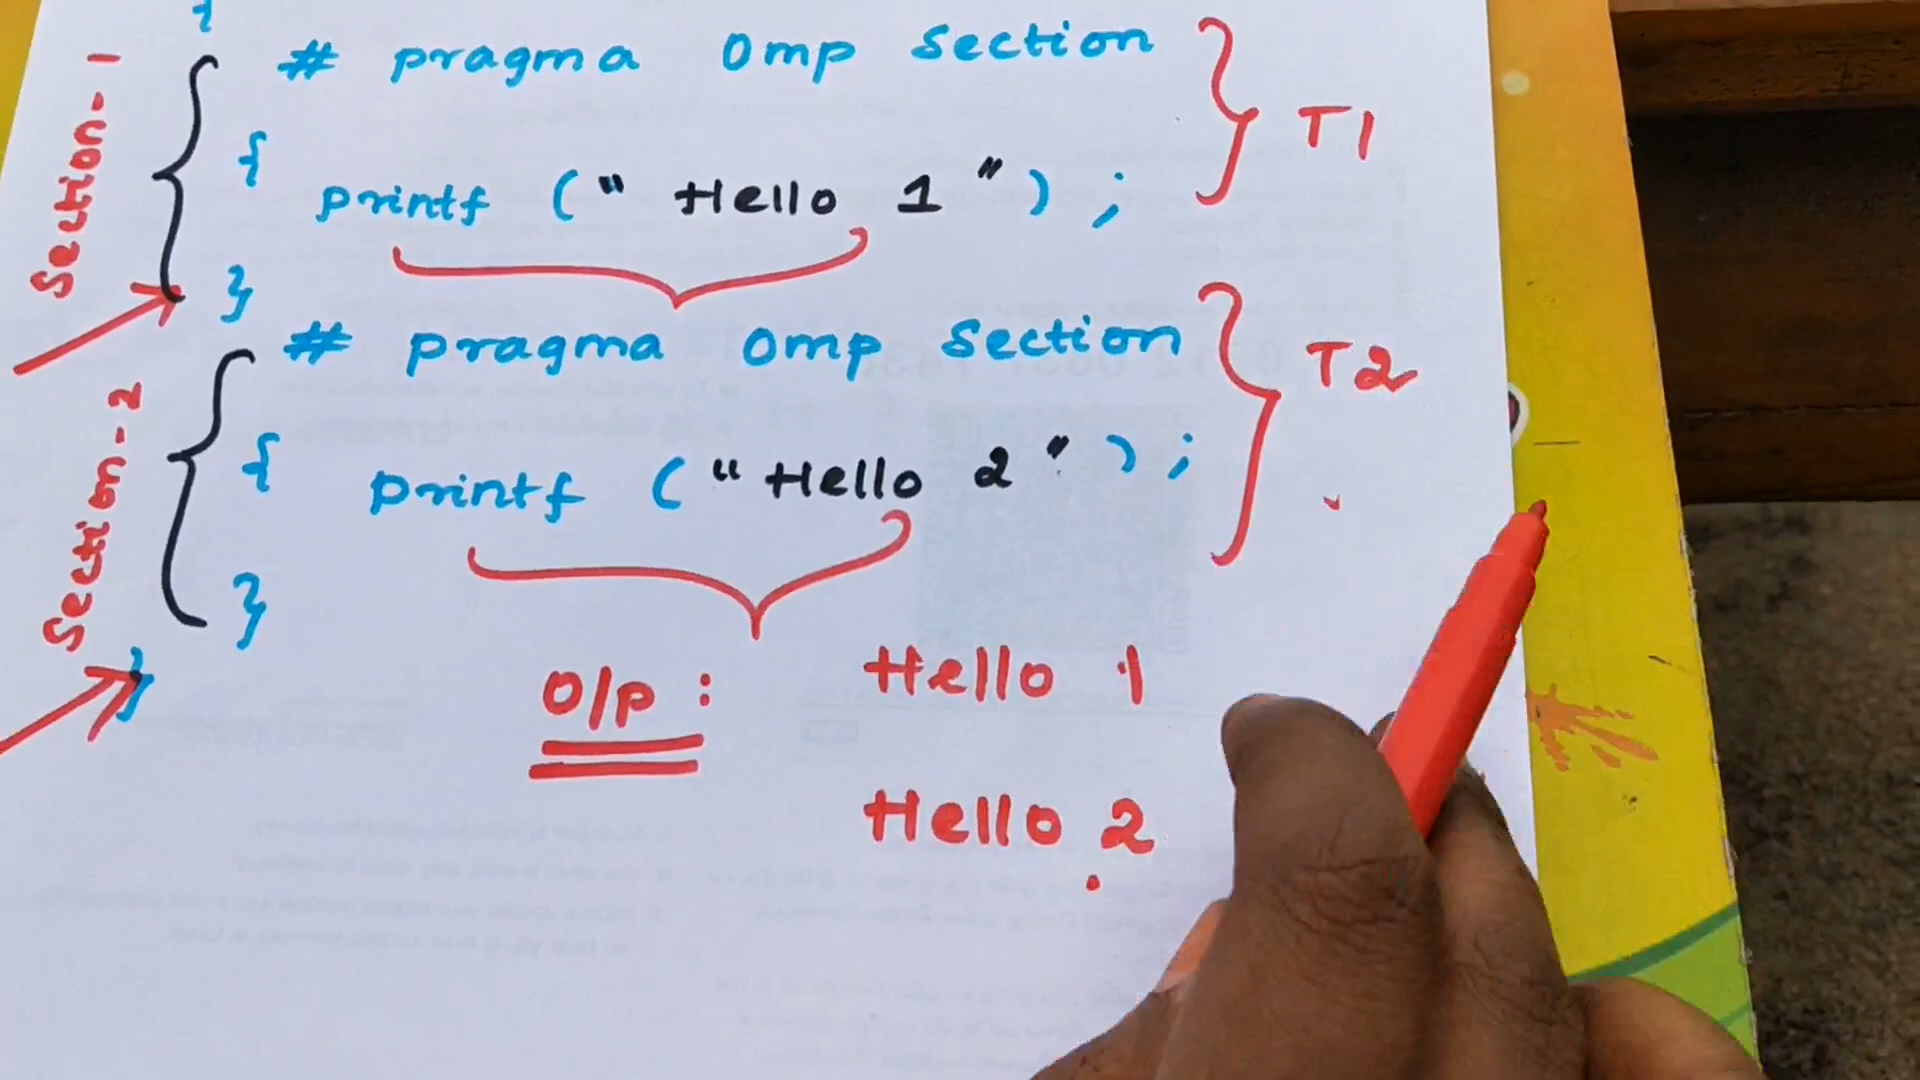 {
Section-1
# pragma omp section
T1
{
printf (" Hello 1 ") ;
}
Section-2
# pragma omp section
T2
{ printf (" Hello 2 ") ;
}
}
O/P : Hello 1
Hello 2